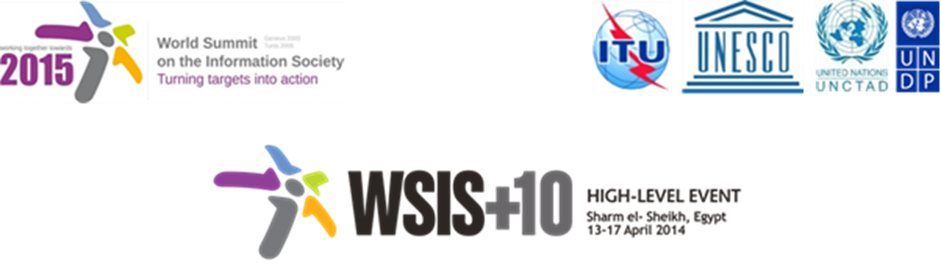 working together towards
2015
World Summit
on the Information Society
Turning targets into action
Geneva 2003
Tunis 2005
ITU
UNESCO
UNITED NATIONS
UNCTAD
U N
D P
WSIS+10
HIGH-LEVEL EVENT
Sharm el- Sheikh, Egypt
13-17 April 2014